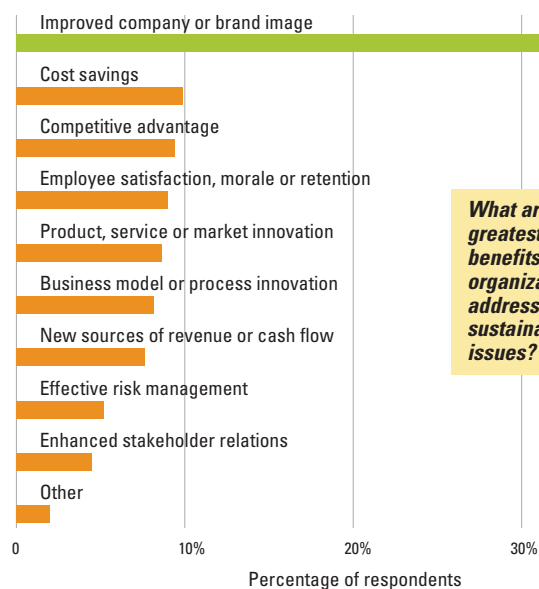 Improved company or brand image
Cost savings
Competitive advantage
Employee satisfaction, morale or retention
Product, service or market innovation
What ar
greatest
Business model or process innovation
benefits
organiza
address
New sources of revenue or cash flow
sustaina
issues?
Effective risk management
Enhanced stakeholder relations
Other
0 10% 20% 30%
Percentage of respondents